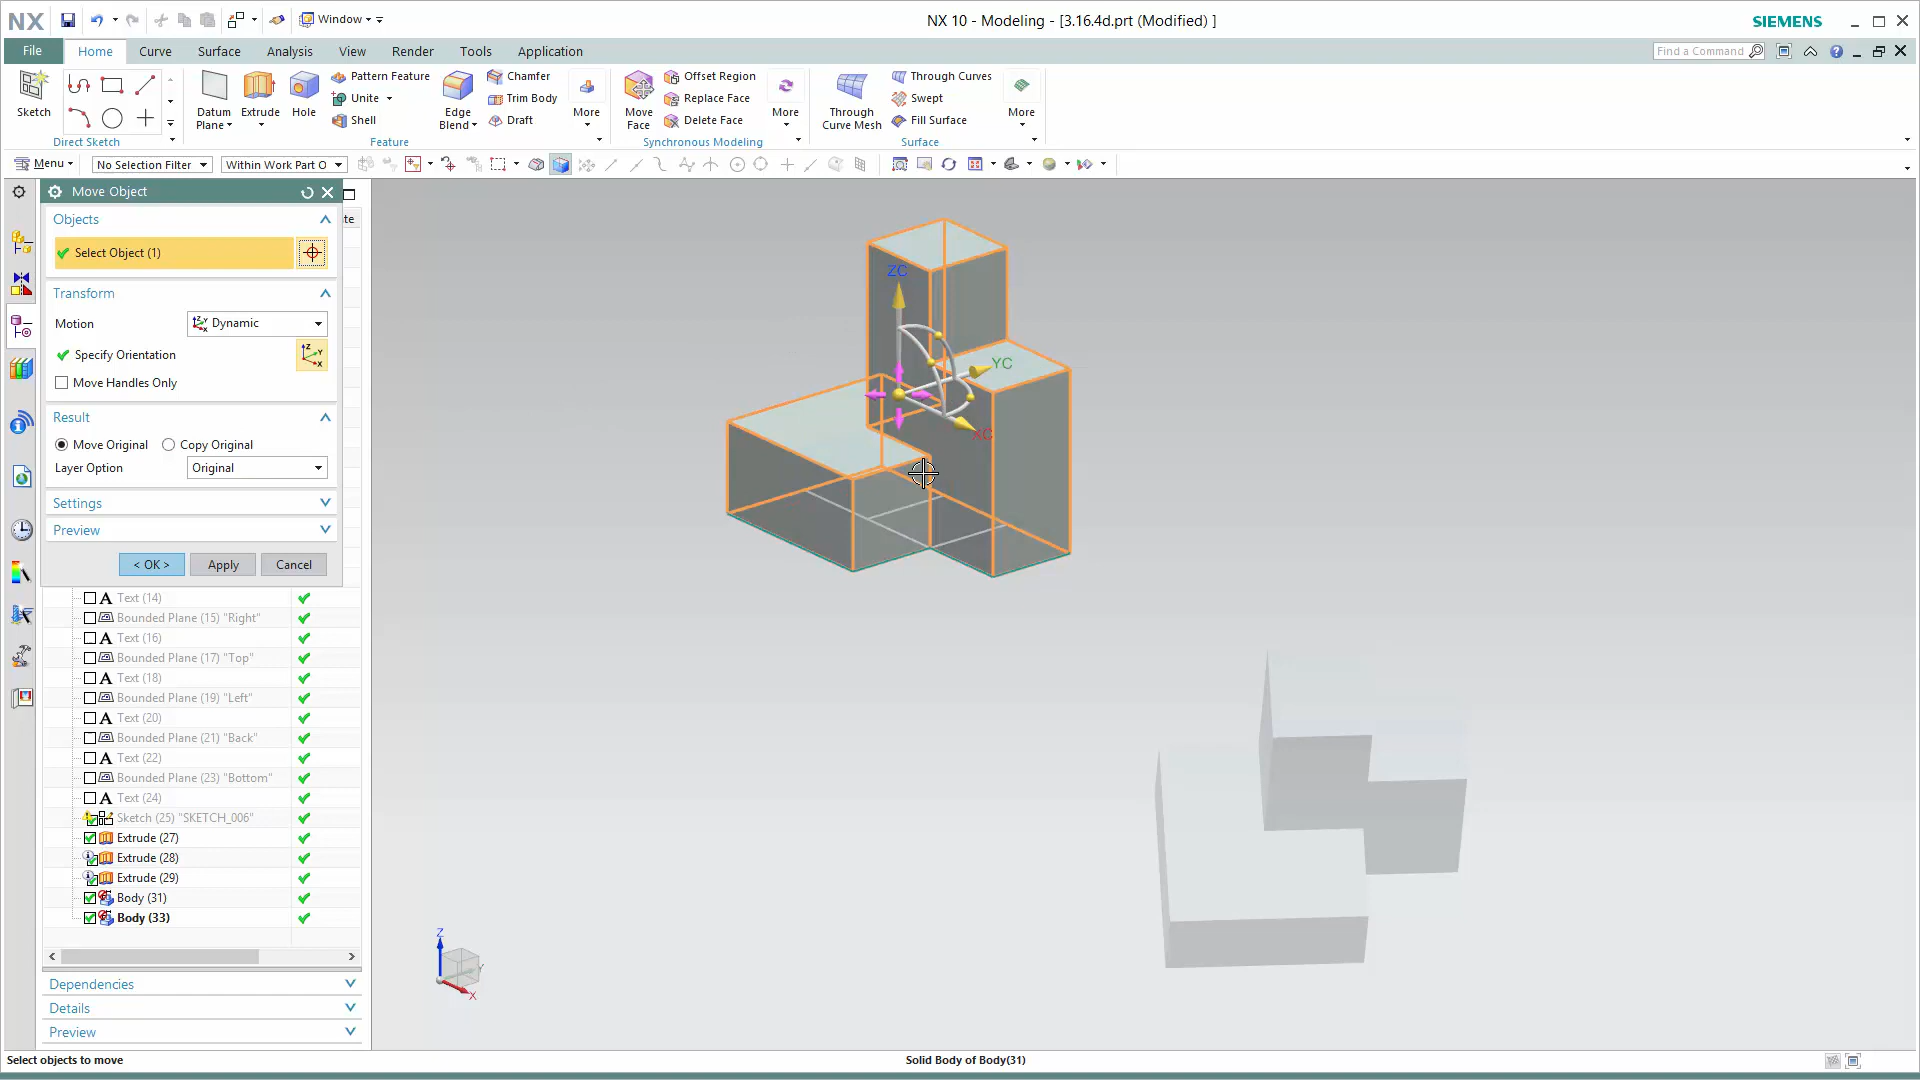 NX
Window
NX 10 - Modeling - [3.16.4d.prt (Modified) ]
SIEMENS
File
Home
Curve
Surface
Analysis
View
Render
Tools
Application
Find a Command
Sketch
Direct Sketch
Datum Plane
Extrude
Hole
Pattern Feature
Unite
Shell
Edge Blend
Chamfer
Trim Body
Draft
More
Feature
Move Face
Offset Region
Replace Face
Delete Face
More
Synchronous Modeling
Through Curve Mesh
Through Curves
Swept
Fill Surface
More
Surface
Menu
No Selection Filter
Within Work Part O
Move Object
te
Objects
Select Object (1)
Transform
Motion
Dynamic
Specify Orientation
Move Handles Only
Result
Move Original
Copy Original
Layer Option
Original
Settings
Preview
< OK >
Apply
Cancel
Text (14)
Bounded Plane (15) "Right"
Text (16)
Bounded Plane (17) "Top"
Text (18)
Bounded Plane (19) "Left"
Text (20)
Bounded Plane (21) "Back"
Text (22)
Bounded Plane (23) "Bottom"
Text (24)
Sketch (25) "SKETCH_006"
Extrude (27)
Extrude (28)
Extrude (29)
Body (31)
Body (33)
Dependencies
Details
Preview
ZC
YC
XC
Z
Y
X
Select objects to move
Solid Body of Body(31)